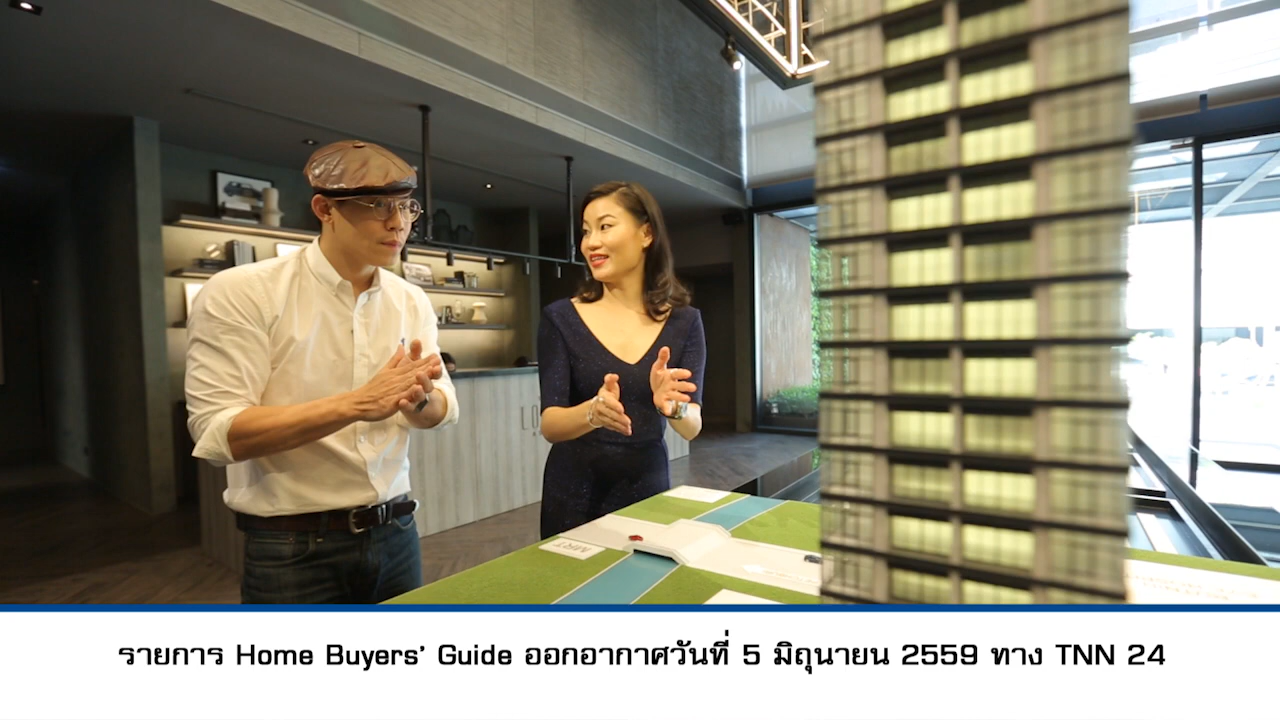 MRT
รายการ Home Buyers' Guide ออกอากาศวันที่ 5 มิถุนายน 2559 ทาง TNN 24